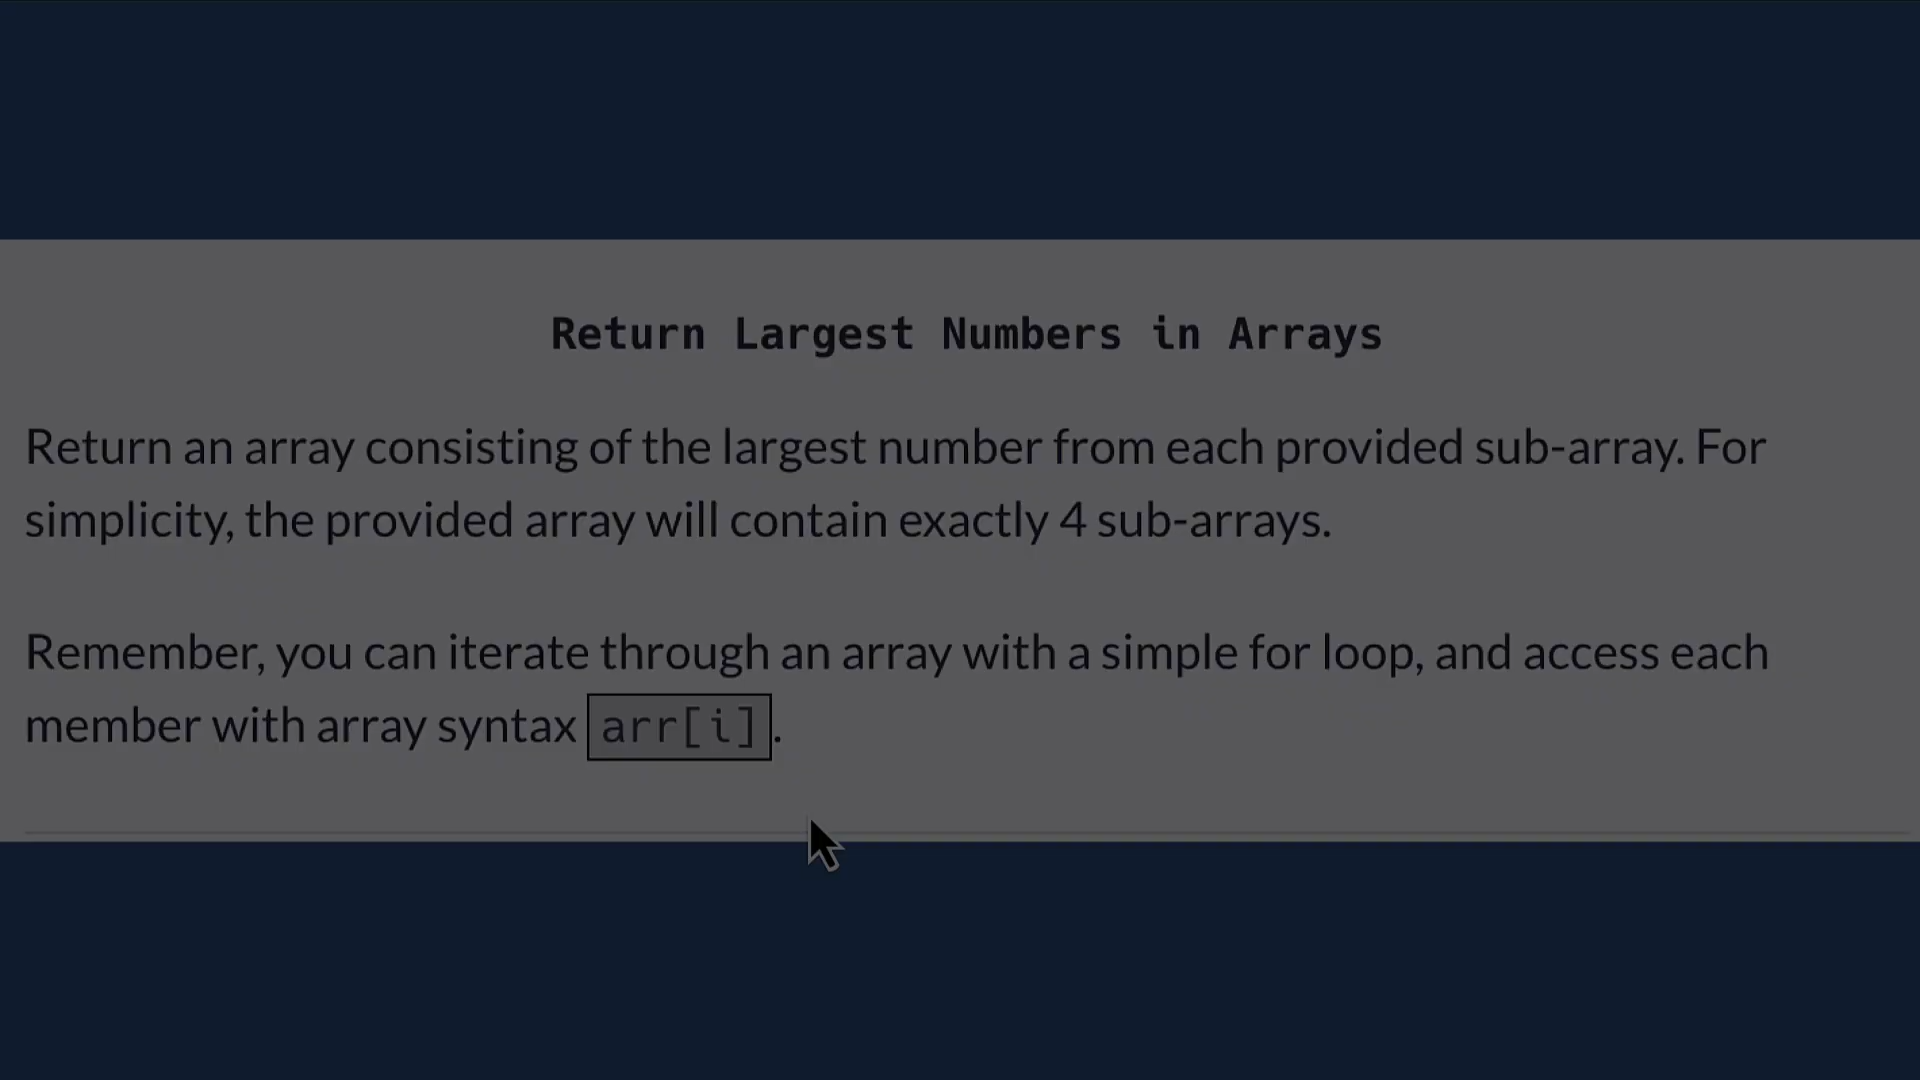 Return Largest Numbers in Arrays
Return an array consisting of the largest number from each provided sub-array. For
simplicity, the provided array will contain exactly 4 sub-arrays.
Remember, you can iterate through an array with a simple for loop, and access each
member with array syntax arr[i].